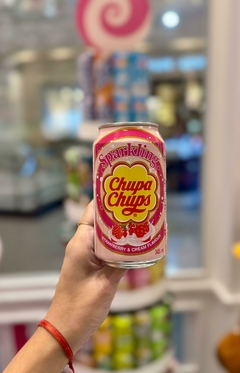 Sparkling
Chupa
Chups
STRAWBERRY & CREAM FLAVOUR